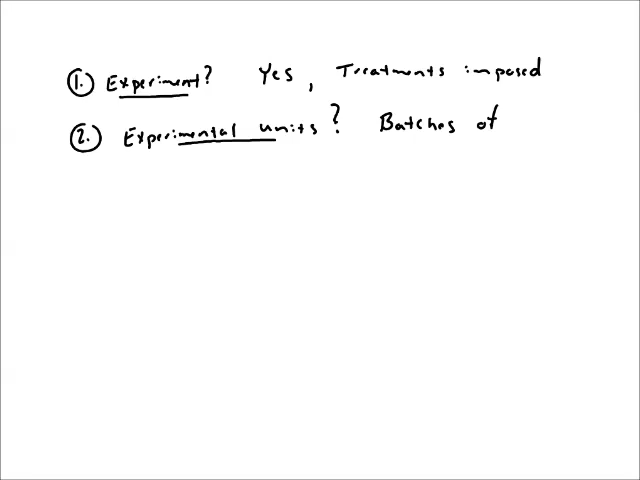 1. Experiment? Yes, Treatments imposed
2. Experimental units? Batches of